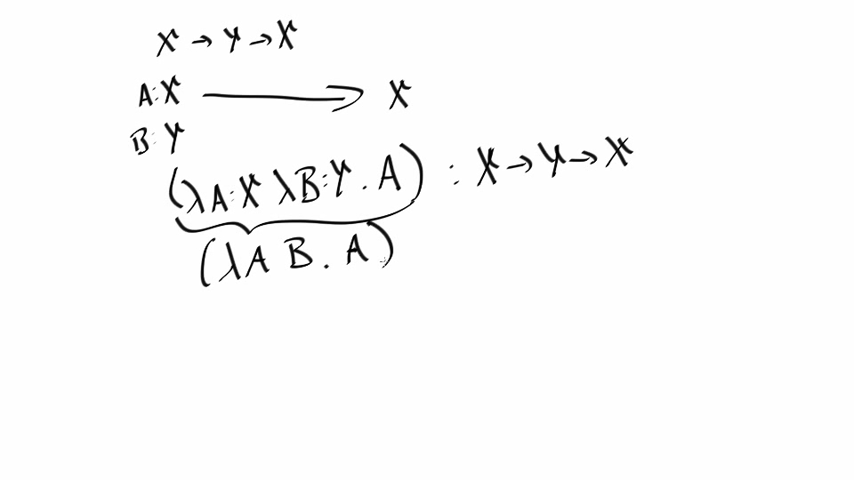 X → Y → X
A:X ⟶ X
B:Y
(λA:X λB:Y . A) : X → Y → X
(λA B . A)